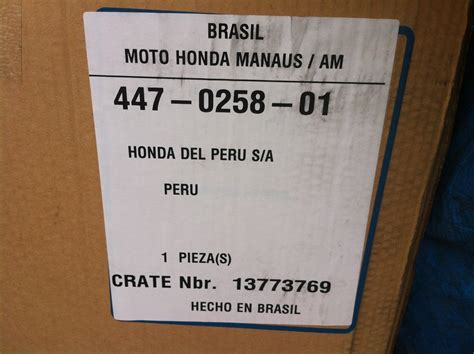 BRASIL
MOTO HONDA MANAUS / AM
447-0258-01
HONDA DEL PERU S/A
PERU
1 PIEZA(S)
CRATE Nbr. 13773769
HECHO EN BRASIL